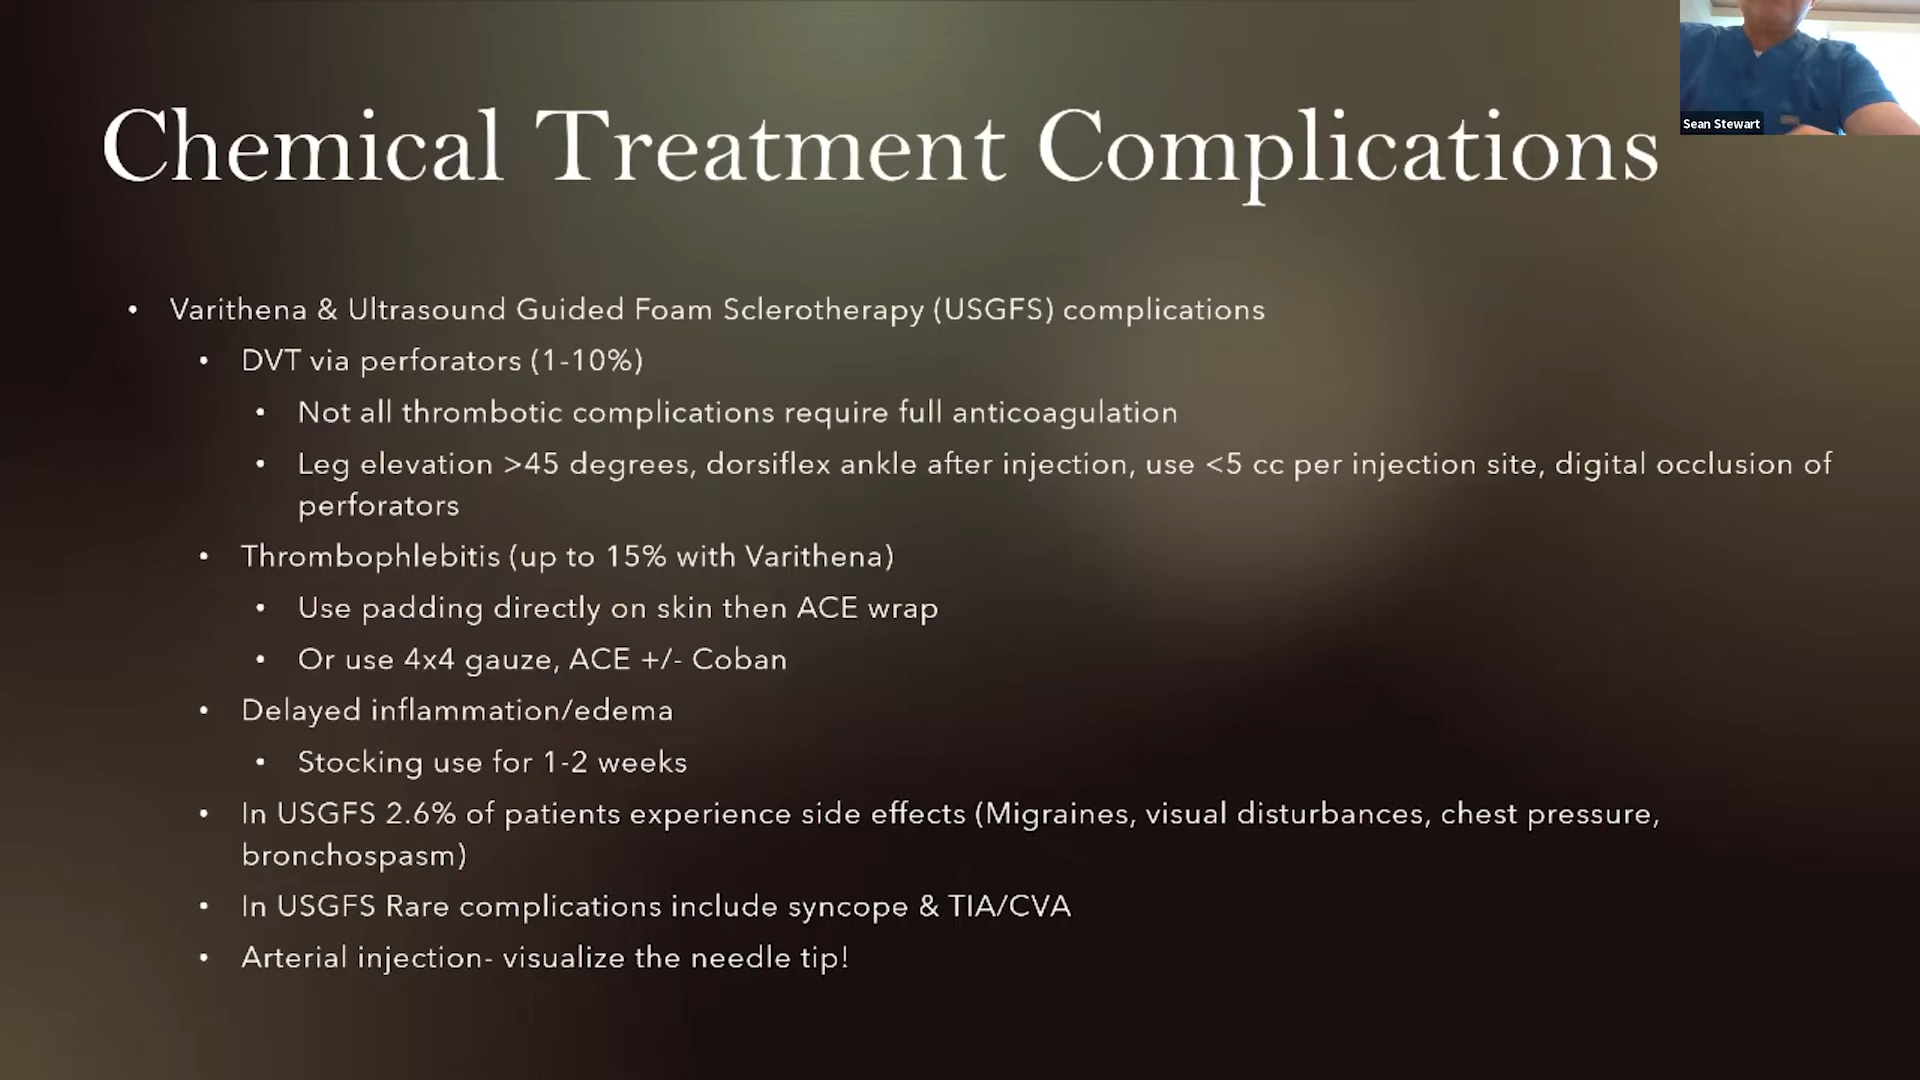 Sean Stewart
Chemical Treatment Complications
• Varithena & Ultrasound Guided Foam Sclerotherapy (USGFS) complications
• DVT via perforators (1-10%)
• Not all thrombotic complications require full anticoagulation
• Leg elevation >45 degrees, dorsiflex ankle after injection, use <5 cc per injection site, digital occlusion of
perforators
• Thrombophlebitis (up to 15% with Varithena)
• Use padding directly on skin then ACE wrap
• Or use 4x4 gauze, ACE +/- Coban
• Delayed inflammation/edema
• Stocking use for 1-2 weeks
• In USGFS 2.6% of patients experience side effects (Migraines, visual disturbances, chest pressure,
bronchospasm)
• In USGFS Rare complications include syncope & TIA/CVA
• Arterial injection- visualize the needle tip!